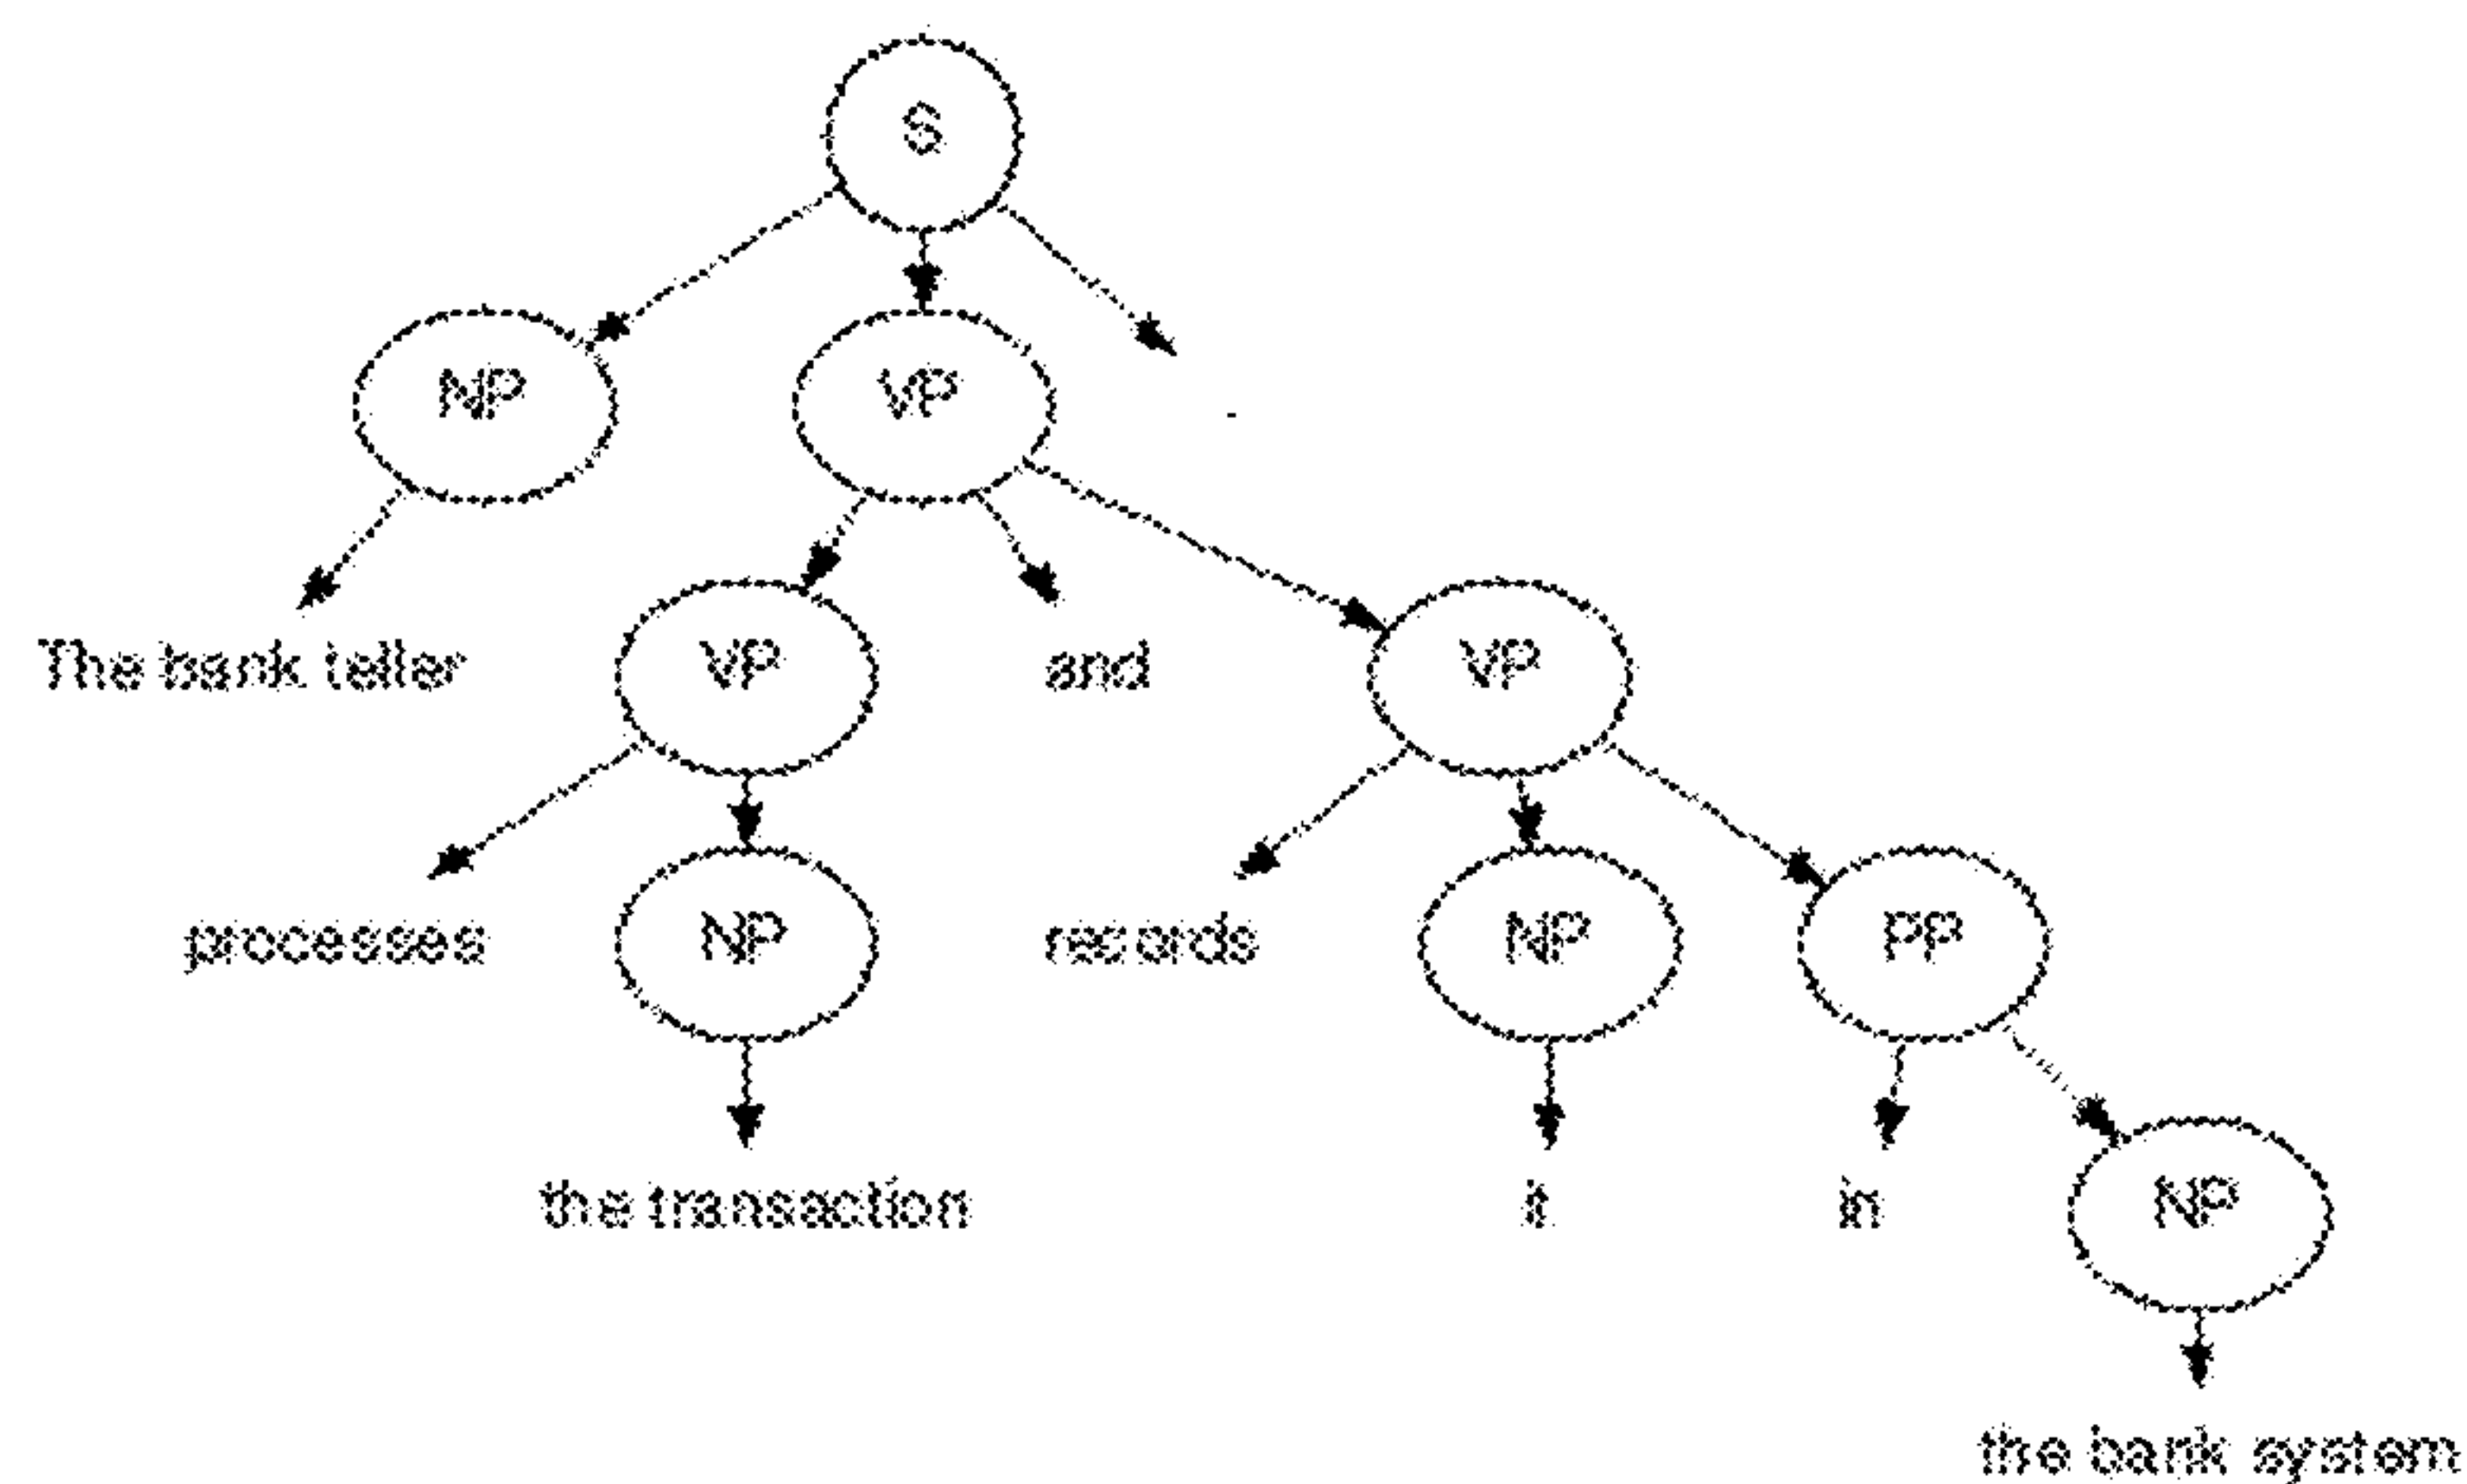 S
NP VP .
The bank teller VP and VP
processes NP records NP PP
the transaction it in NP
the bank system